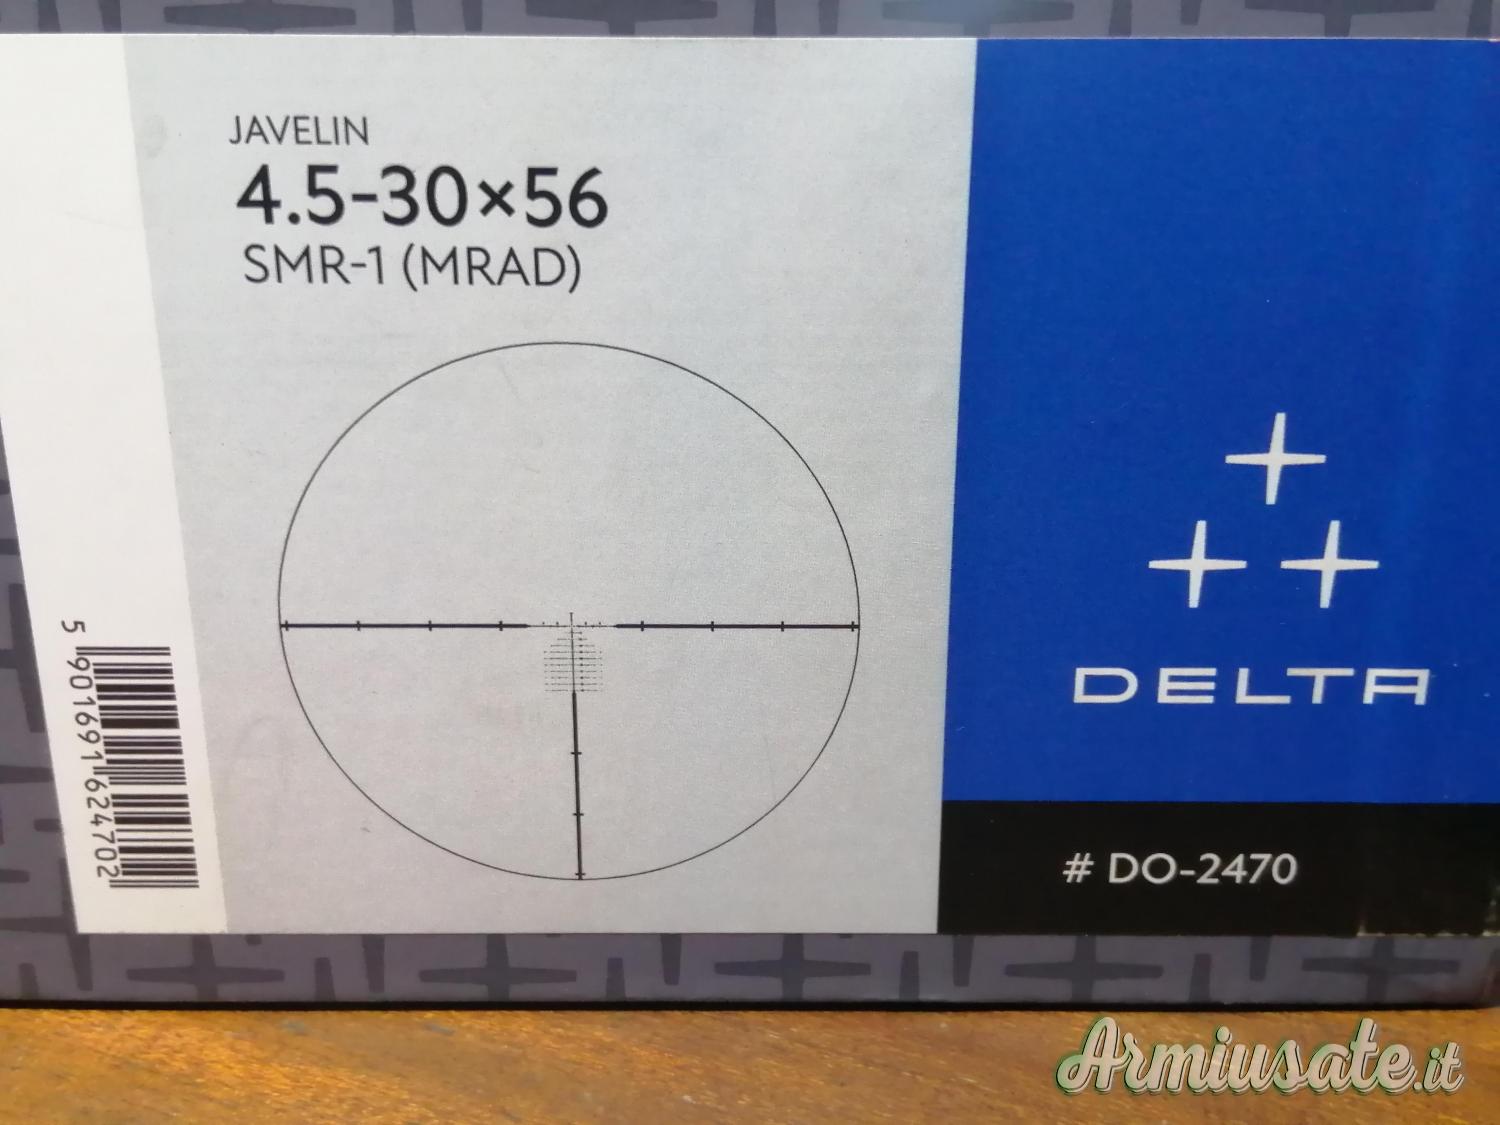 JAVELIN
4.5-30×56
SMR-1 (MRAD)
5 901691 624702
DELTA
# DO-2470
Armiusate.it